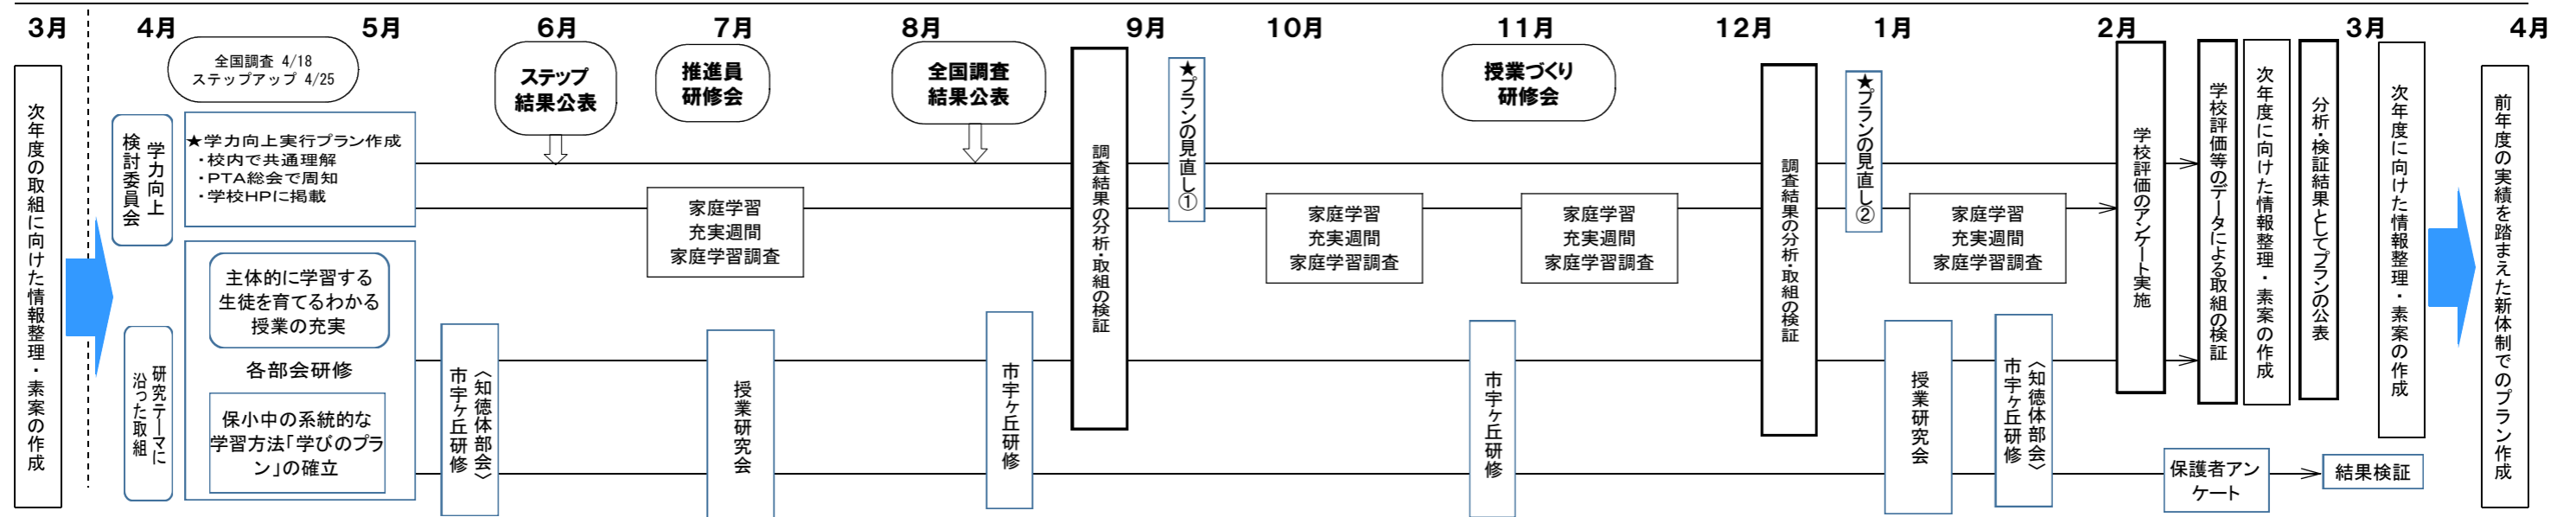 3月
4月
5月
6月
7月
8月
9月
10月
11月
12月
1月
2月
3月
4月
次年度の取組に向けた情報整理・素案の作成
全国調査 4/18
ステップアップ 4/25
学力向上
検討委員会
★学力向上実行プラン作成
・校内で共通理解
・PTA総会で周知
・学校HPに掲載
研究テーマに
沿った取組
主体的に学習する
生徒を育てるわかる
授業の充実
各部会研修
保小中の系統的な
学習方法「学びのプラ
ン」の確立
〈知徳体部会〉
市宇ヶ丘研修
ステップ
結果公表
推進員
研修会
家庭学習
充実週間
家庭学習調査
授業研究会
全国調査
結果公表
市宇ヶ丘研修
調査結果の分析・取組の検証
★プランの見直し①
家庭学習
充実週間
家庭学習調査
授業づくり
研修会
家庭学習
充実週間
家庭学習調査
市宇ヶ丘研修
調査結果の分析・取組の検証
★プランの見直し②
家庭学習
充実週間
家庭学習調査
授業研究会
〈知徳体部会〉
市宇ヶ丘研修
学校評価のアンケート実施
学校評価等のデータによる取組の検証
次年度に向けた情報整理・素案の作成
分析・検証結果としてプランの公表
保護者アン
ケート
結果検証
次年度に向けた情報整理・素案の作成
前年度の実績を踏まえた新体制でのプラン作成